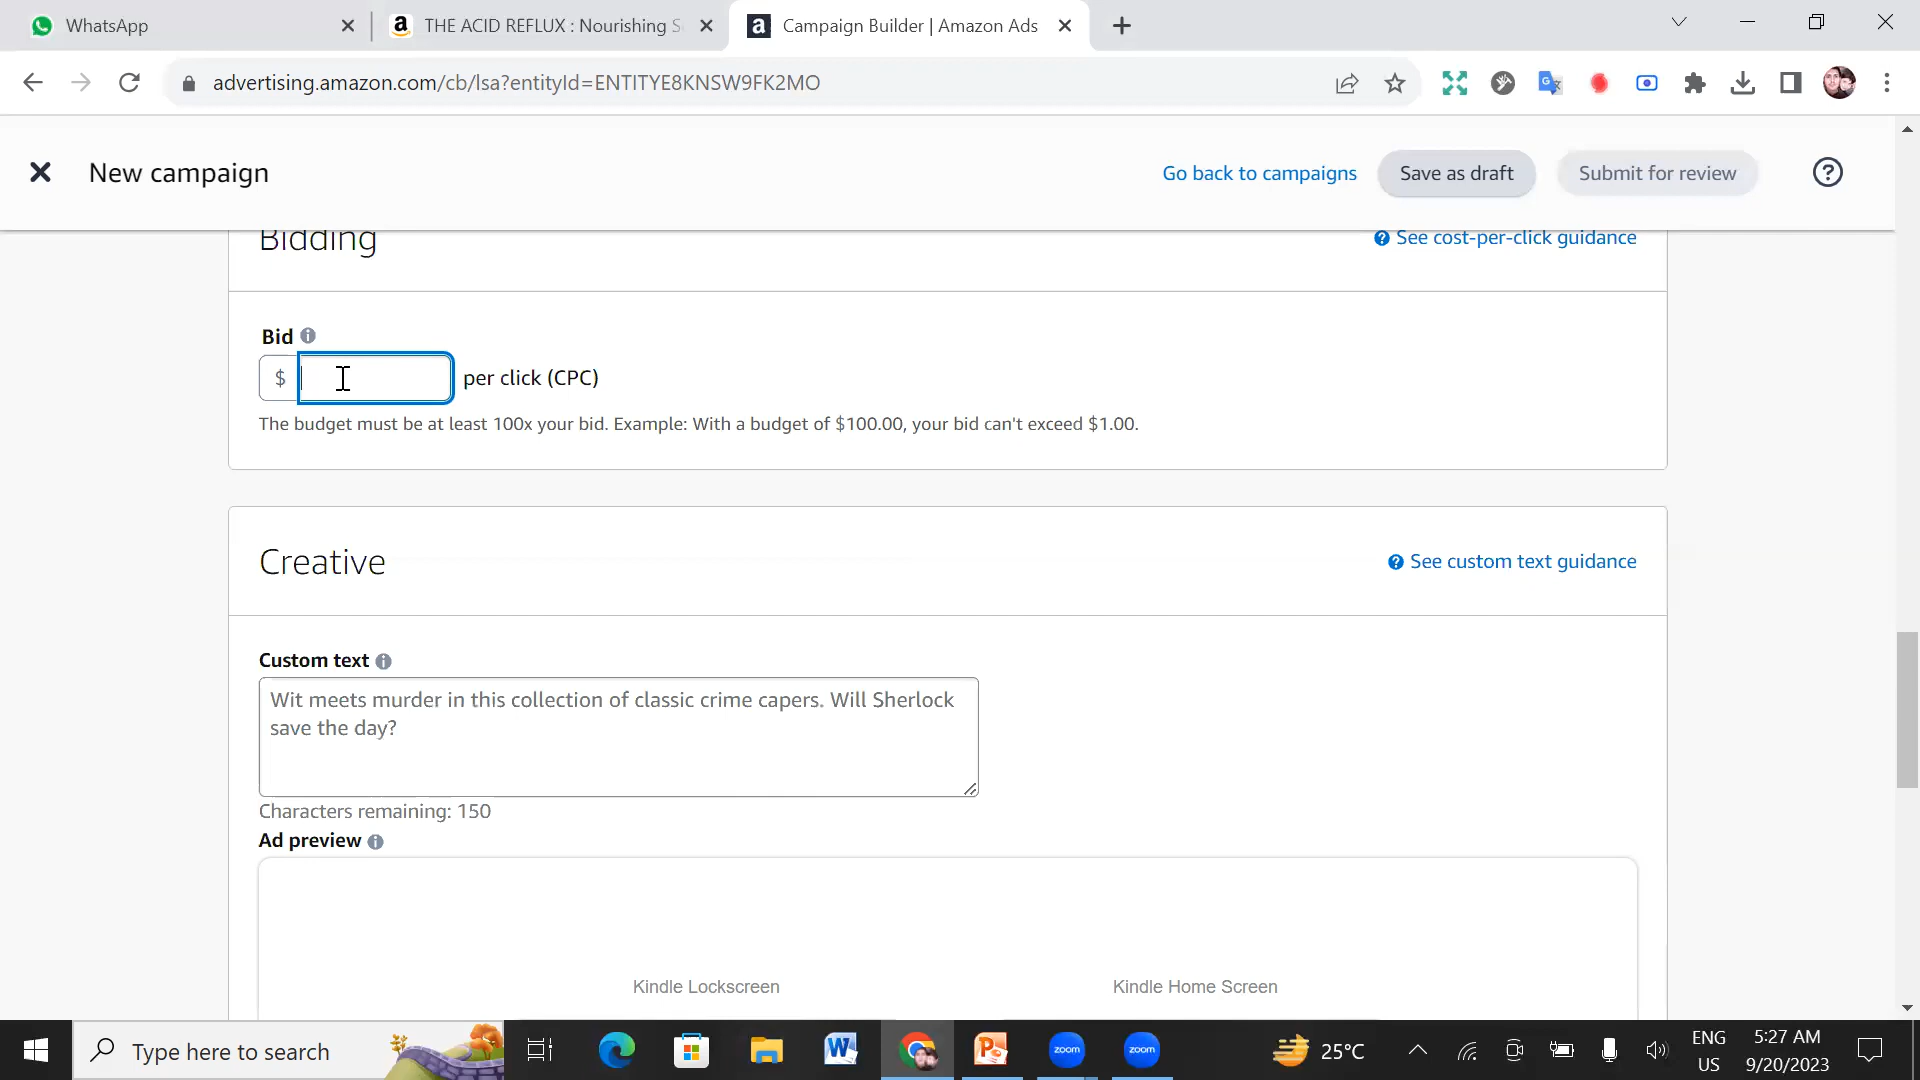 WhatsApp
THE ACID REFLUX : Nourishing S
Campaign Builder | Amazon Ads
advertising.amazon.com/cb/lsa?entityId=ENTITYE8KNSW9FK2MO
New campaign
Go back to campaigns
Save as draft
Submit for review
Bidding
See cost-per-click guidance
Bid
$
per click (CPC)
The budget must be at least 100x your bid. Example: With a budget of $100.00, your bid can't exceed $1.00.
Creative
See custom text guidance
Custom text
Wit meets murder in this collection of classic crime capers. Will Sherlock
save the day?
Characters remaining: 150
Ad preview
Kindle Lockscreen
Kindle Home Screen
Type here to search
zoom
zoom
25°C
ENG
US
5:27 AM
9/20/2023